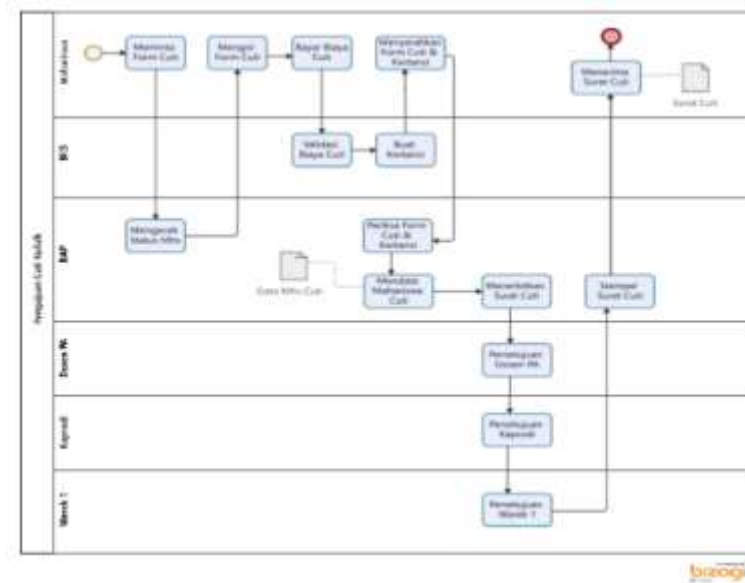 Pengajuan Cuti Kuliah
Mahasiswa
Meminta
Form Cuti
Mengisi
Form Cuti
Bayar Biaya
Cuti
Menyerahkan
Form Cuti &
Kwitansi
Menerima
Surat Cuti
Surat Cuti
Validasi
Biaya Cuti
Buat
Kwitansi
BAP
Mengecek
Status Mhs
Periksa Form
Cuti &
Kwitansi
Data Mhs Cuti
Mendata
Mahasiswa
Cuti
Menerbitkan
Surat Cuti
Stempel
Surat Cuti
Dosen PA
Persetujuan
Dosen PA
Kaprodi
Persetujuan
Kaprodi
Warek 1
Persetujuan
Warek 1
bizagi